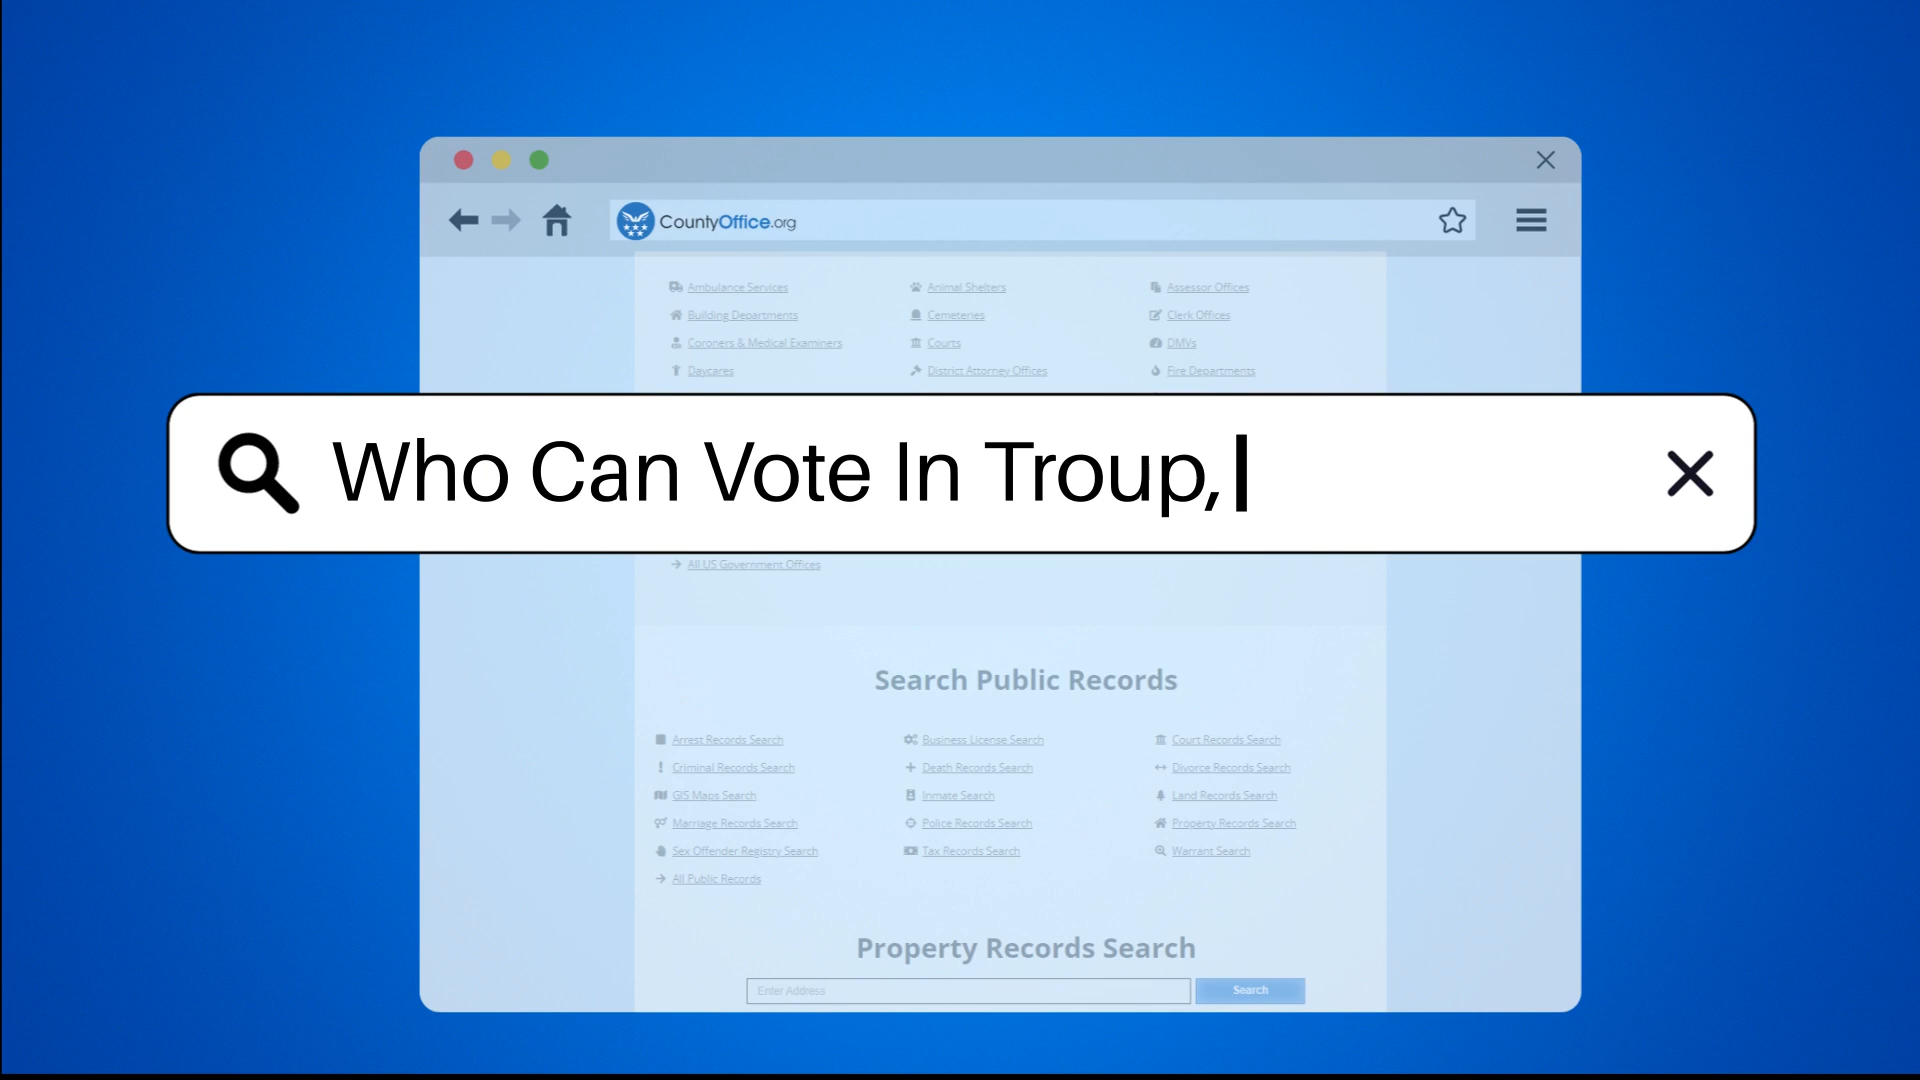 CountyOffice.org
Ambulance Services Animal Shelters Assessor Offices
Building Departments Cemeteries Clerk Offices
Coroners & Medical Examiners Courts DMVs
Daycares District Attorney Offices Fire Departments
Who Can Vote In Troup,
All US Government Offices
Search Public Records
Arrest Records Search Business License Search Court Records Search
Criminal Records Search Death Records Search Divorce Records Search
GIS Maps Search Inmate Search Land Records Search
Marriage Records Search Police Records Search Property Records Search
Sex Offender Registry Search Tax Records Search Warrant Search
All Public Records
Property Records Search
Enter Address Search